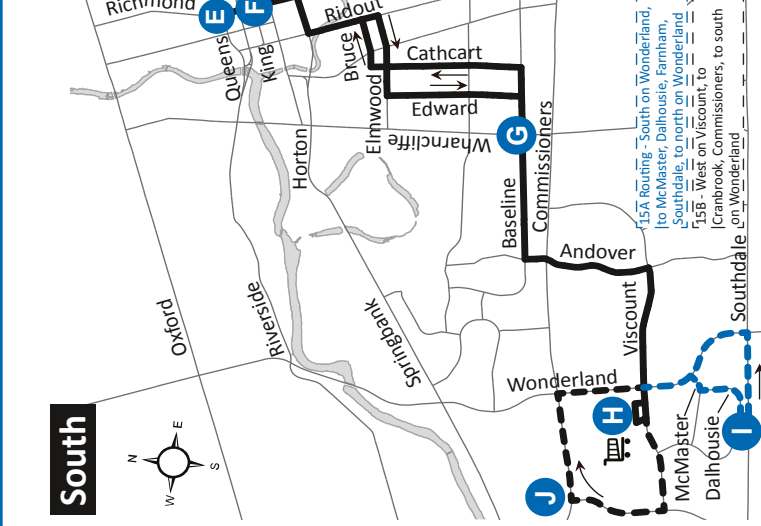 Richmond
E
F
Ridout
Queens
King
Bruce
Cathcart
Elmwood
Edward
Horton
Wharncliffe
G
Baseline
Commissioners
15A Routing - South on Wonderland,
to McMaster, Dalhousie, Farnham,
Southdale, to north on Wonderland
15B - West on Viscount, to
Cranbrook, Commissioners, to south
on Wonderland
Andover
Oxford
Riverside
Springbank
Viscount
Southdale
Wonderland
H
McMaster
Dalhousie
I
J
South
N
E
S
W